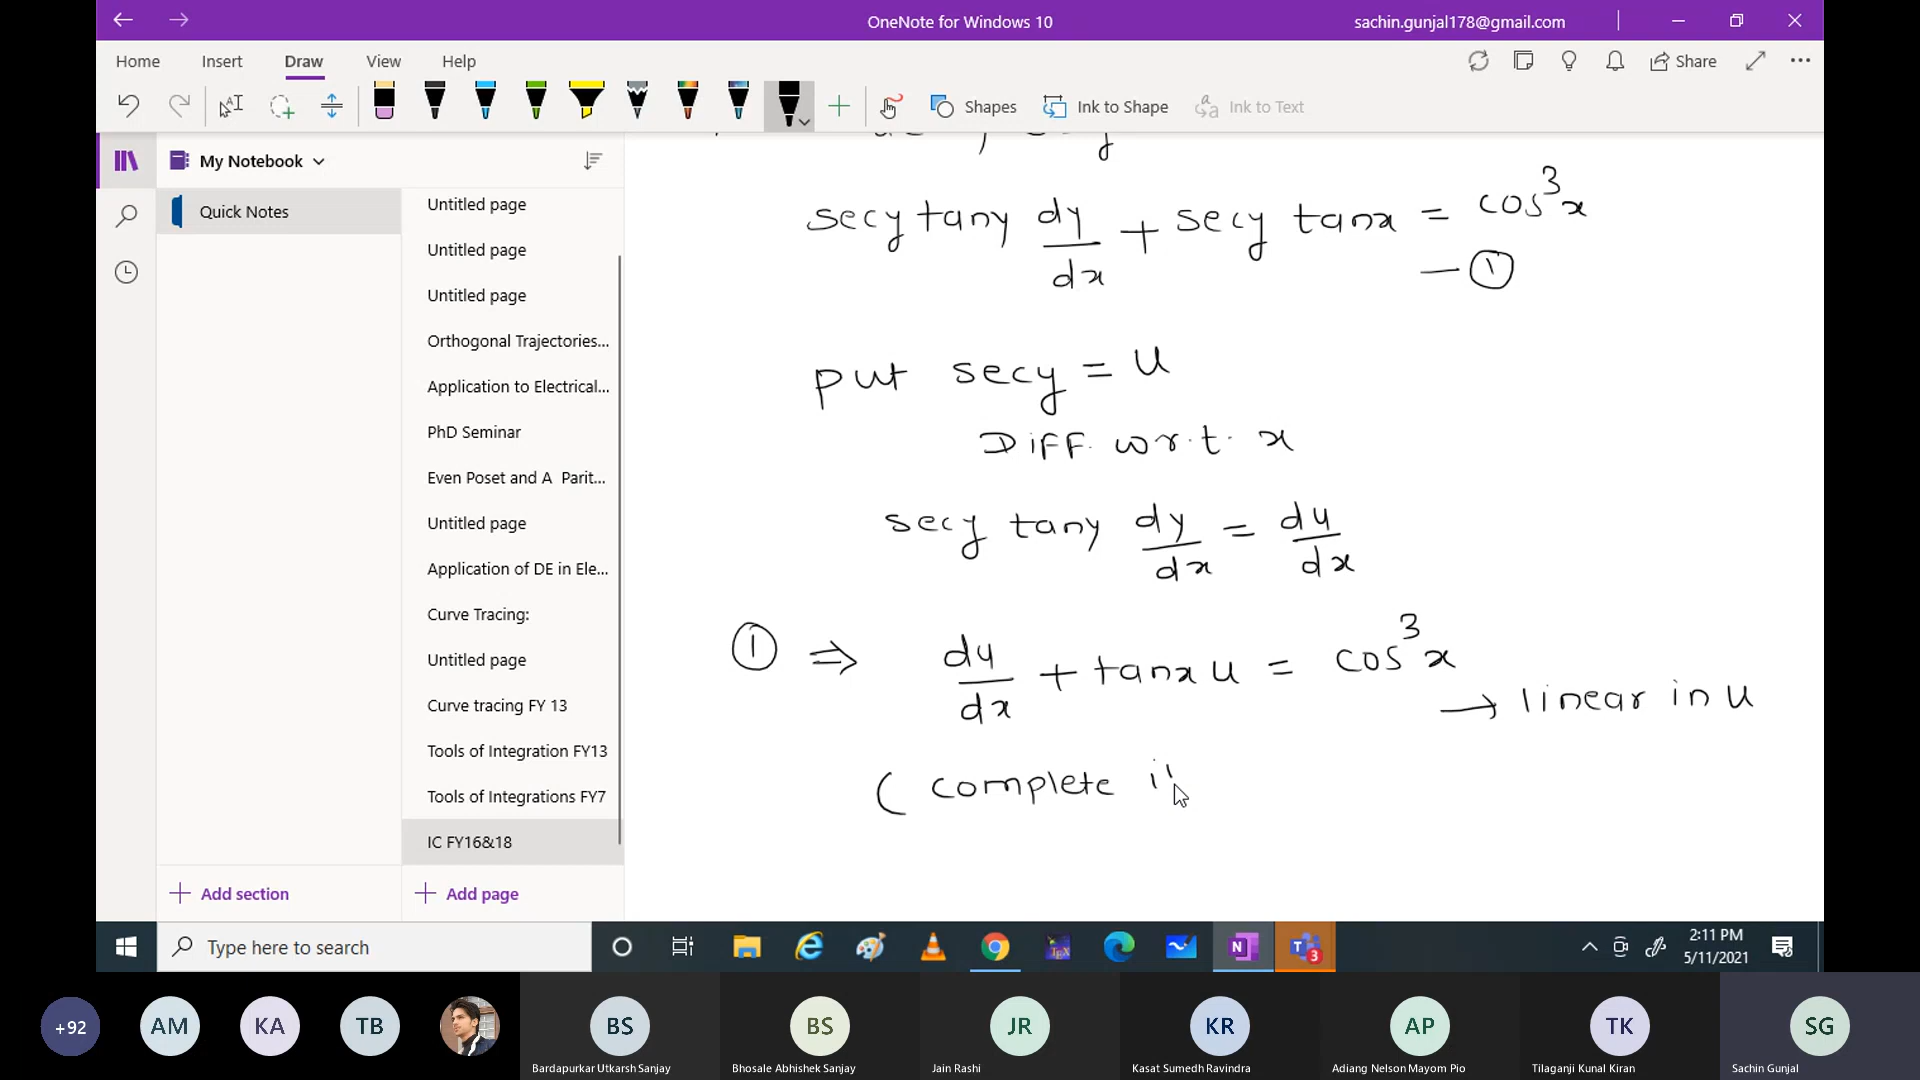 OneNote for Windows 10
sachin.gunjal178@gmail.com
Home Insert Draw View Help
Share
Shapes
Ink to Shape
Ink to Text
My Notebook
Quick Notes
Untitled page
Untitled page
Untitled page
Orthogonal Trajectories...
Application to Electrical...
PhD Seminar
Even Poset and A Parit...
Untitled page
Application of DE in Ele...
Curve Tracing:
Untitled page
Curve tracing FY 13
Tools of Integration FY13
Tools of Integrations FY7
IC FY16&18
Add section
Add page
secy tany dy/dx + secy tanx = cos³x
— ①
put secy = u
Diff. w.r.t. x
secy tany dy/dx = du/dx
① ⇒ du/dx + tanx u = cos³x
→ linear in u
( complete
Type here to search
N
T 3
2:11 PM
5/11/2021
+92
AM
KA
TB
BS
Bardapurkar Utkarsh Sanjay
BS
Bhosale Abhishek Sanjay
JR
Jain Rashi
KR
Kasat Sumedh Ravindra
AP
Adiang Nelson Mayom Pio
TK
Tilaganji Kunal Kiran
SG
Sachin Gunjal